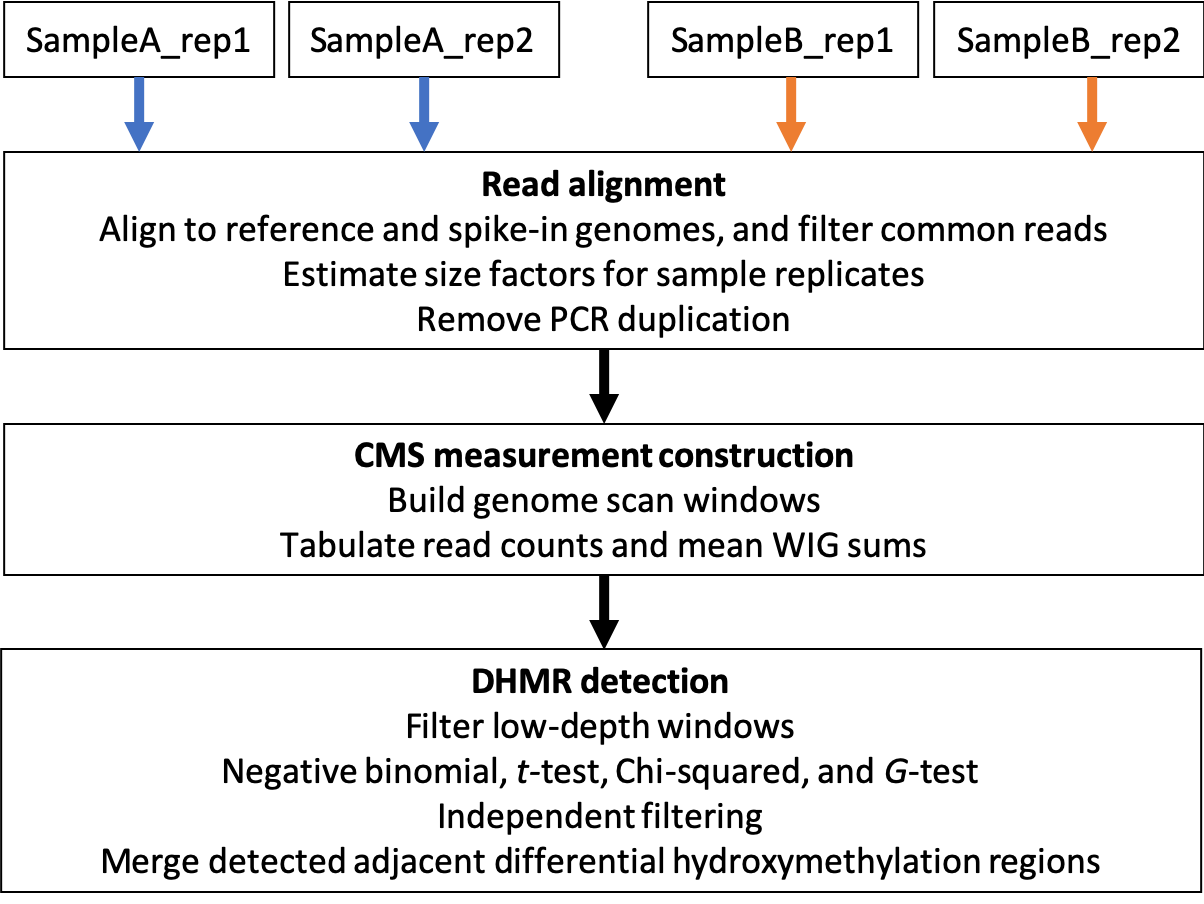 SampleA_rep1
SampleA_rep2
SampleB_rep1
SampleB_rep2
Read alignment
Align to reference and spike-in genomes, and filter common reads
Estimate size factors for sample replicates
Remove PCR duplication
CMS measurement construction
Build genome scan windows
Tabulate read counts and mean WIG sums
DHMR detection
Filter low-depth windows
Negative binomial, t-test, Chi-squared, and G-test
Independent filtering
Merge detected adjacent differential hydroxymethylation regions